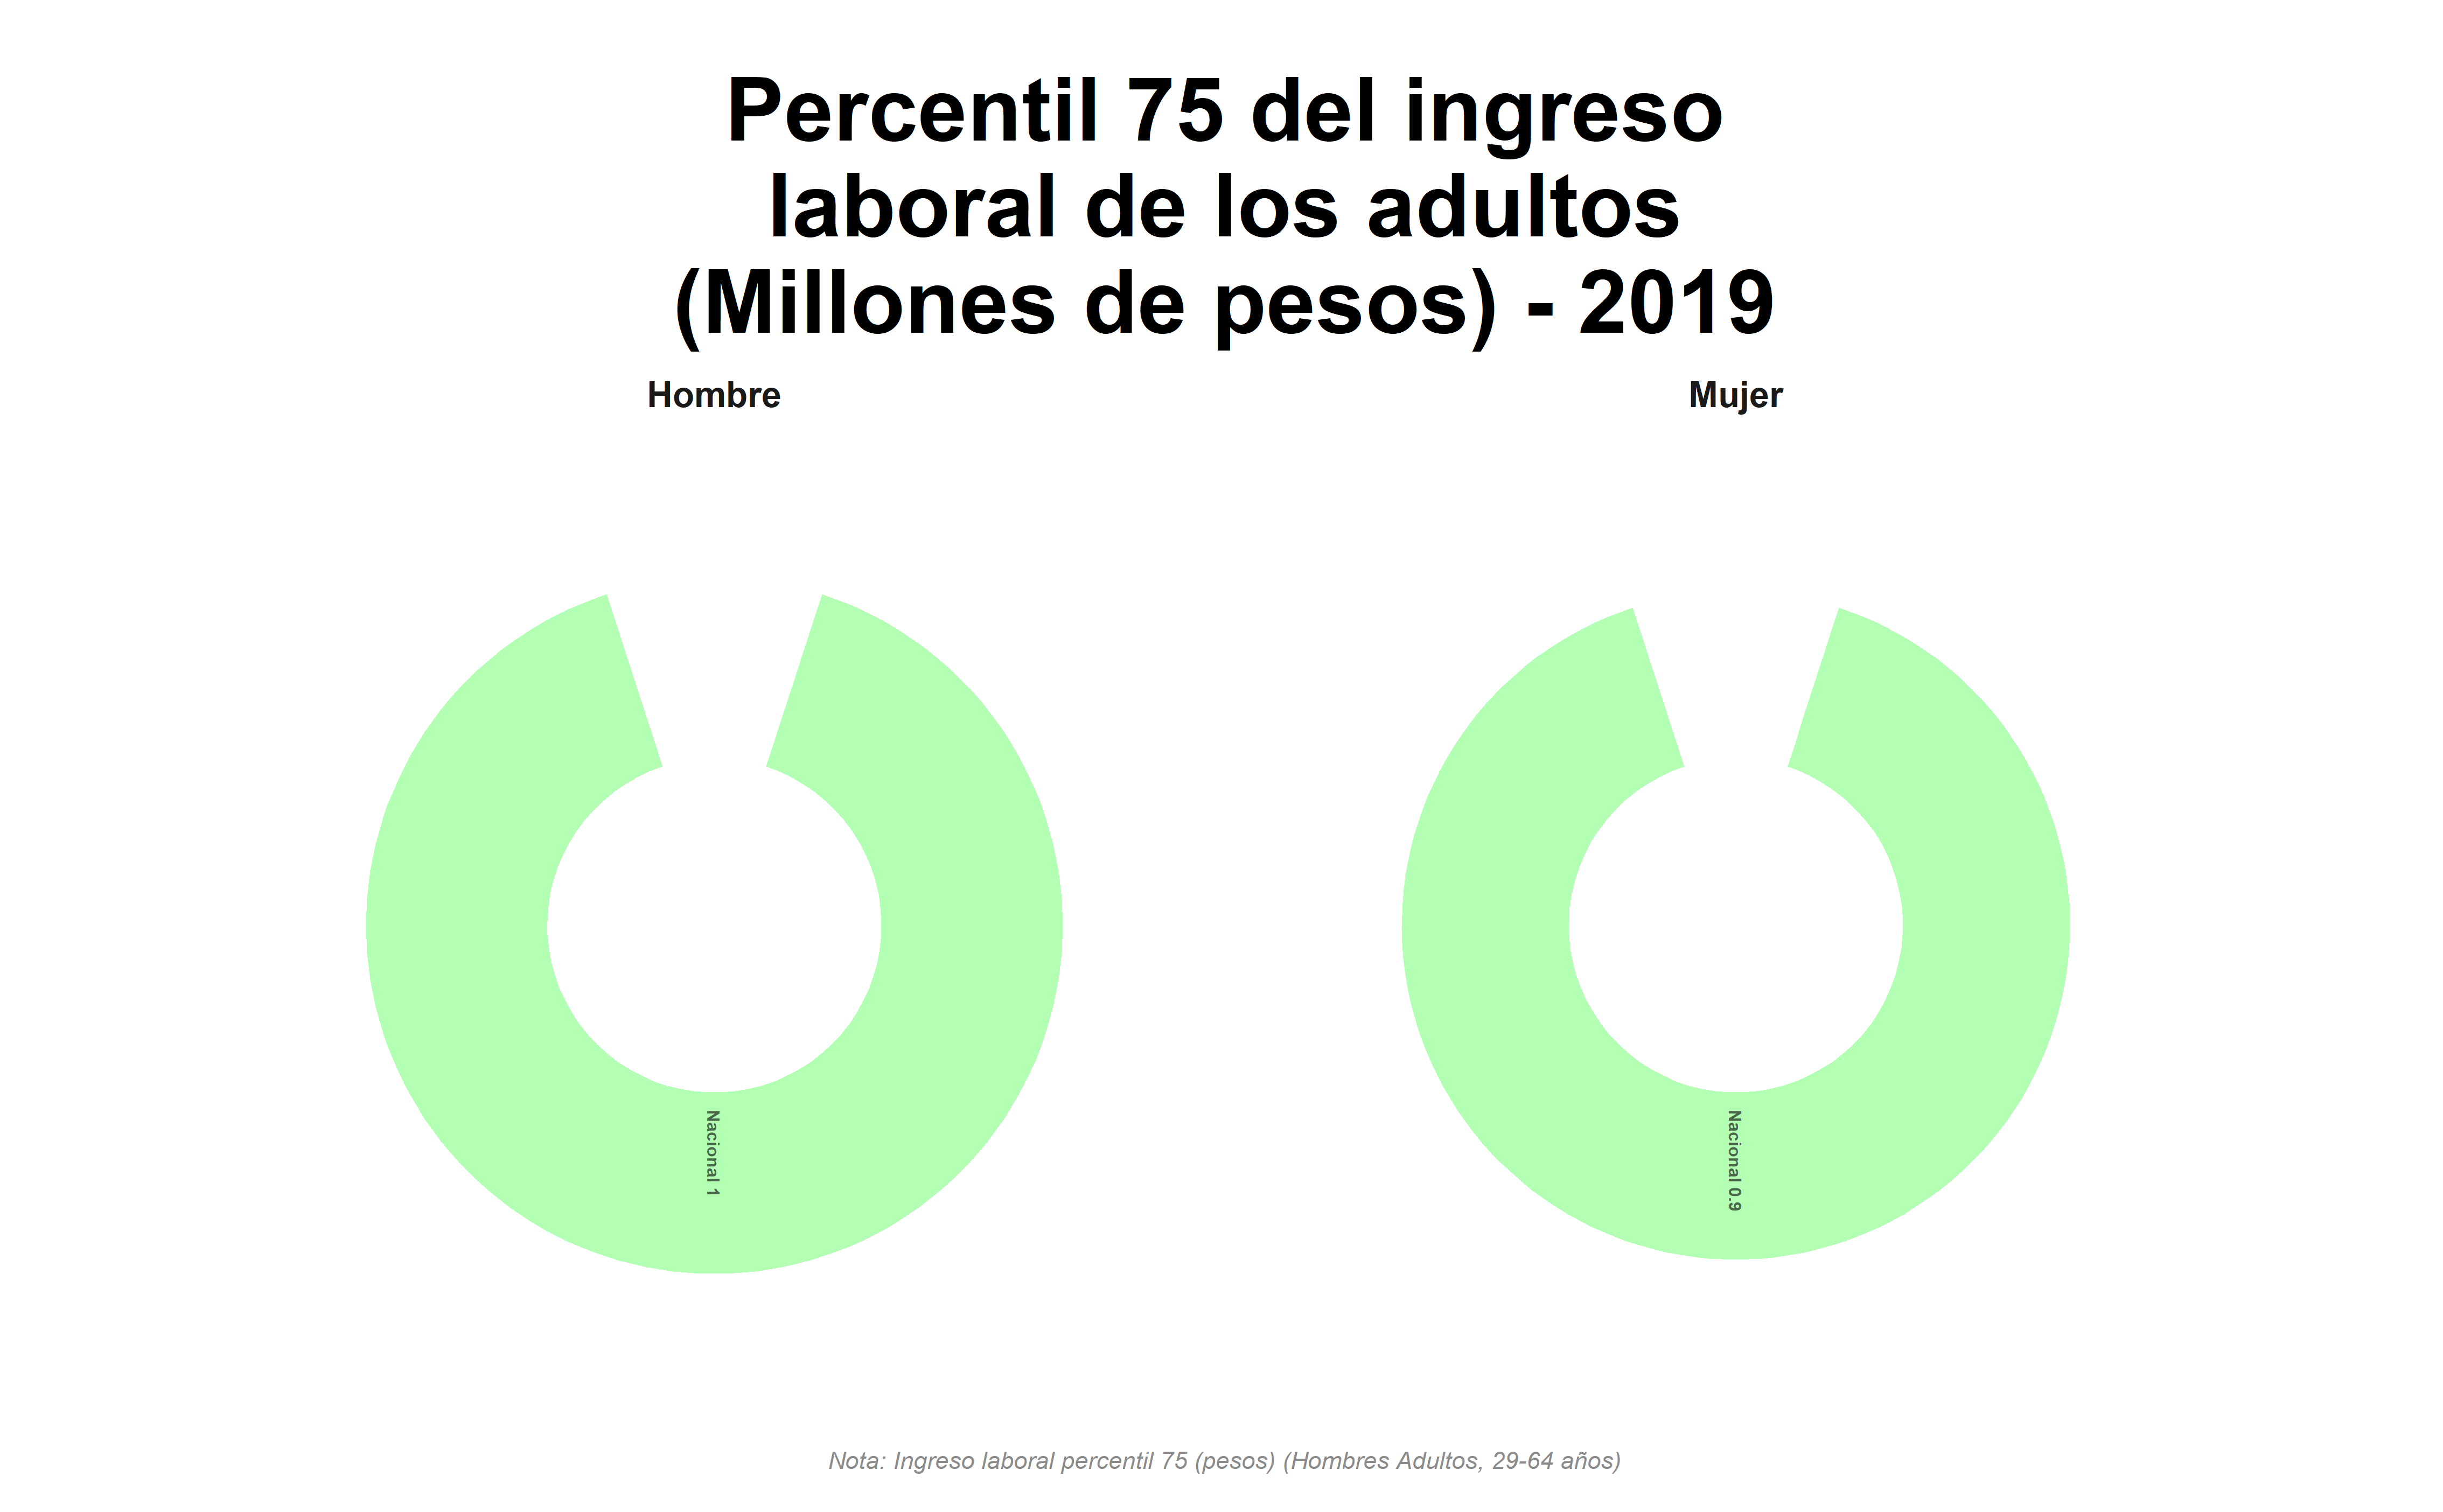 Percentil 75 del ingreso
laboral de los adultos
(Millones de pesos) - 2019
Hombre
Mujer
Nacional 1
Nacional 0.9
Nota: Ingreso laboral percentil 75 (pesos) (Hombres Adultos, 29-64 años)